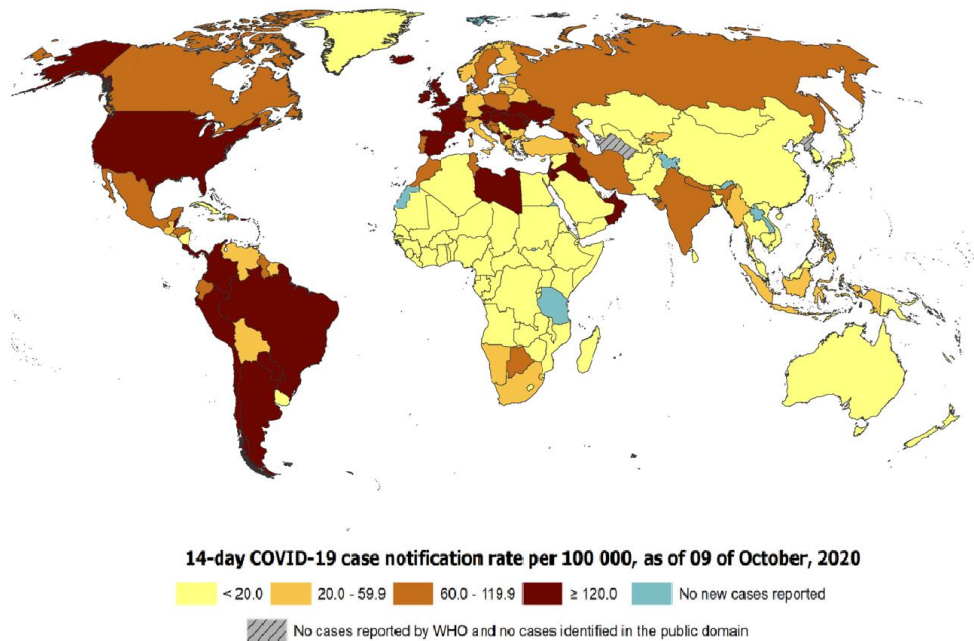 14-day COVID-19 case notification rate per 100 000, as of 09 of October, 2020
< 20.0 20.0 - 59.9 60.0 - 119.9 ≥ 120.0 No new cases reported
No cases reported by WHO and no cases identified in the public domain